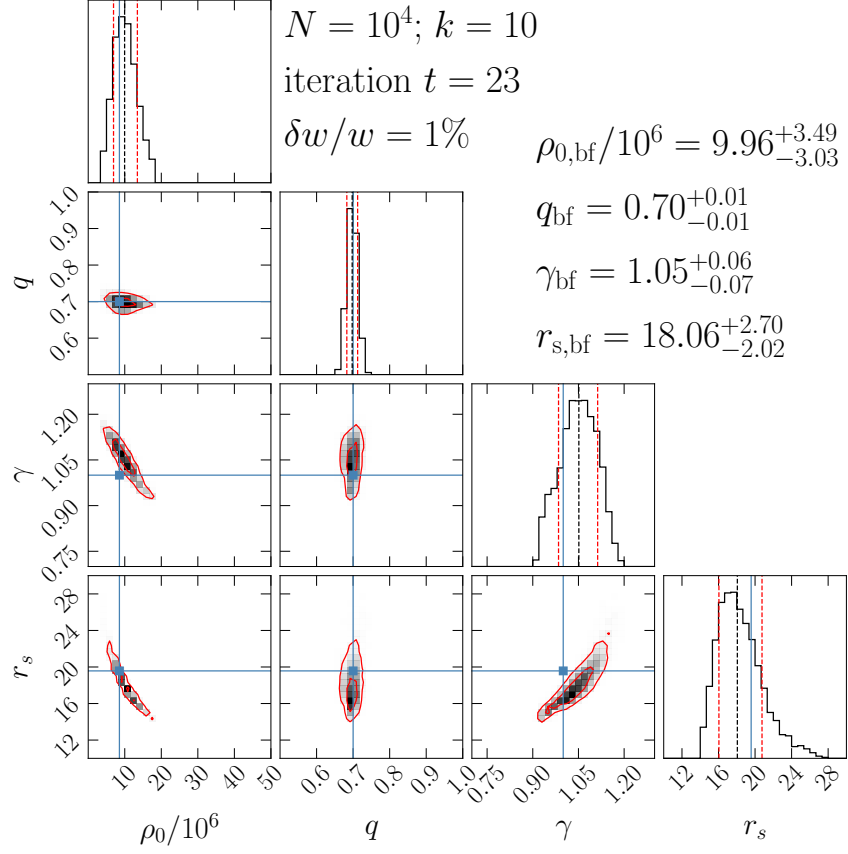 N = 10^4; k = 10
iteration t = 23
δw/w = 1%
ρ_{0,bf}/10^6 = 9.96^{+3.49}_{-3.03}
q_{bf} = 0.70^{+0.01}_{-0.01}
γ_{bf} = 1.05^{+0.06}_{-0.07}
r_{s,bf} = 18.06^{+2.70}_{-2.02}
q
1.0
0.9
0.8
0.7
0.6
γ
1.20
1.05
0.90
0.75
r_s
28
24
20
16
12
10 20 30 40 50
0.6 0.7 0.8 0.9 1.0
0.75 0.90 1.05 1.20
12 16 20 24 28
ρ_0/10^6 q γ r_s